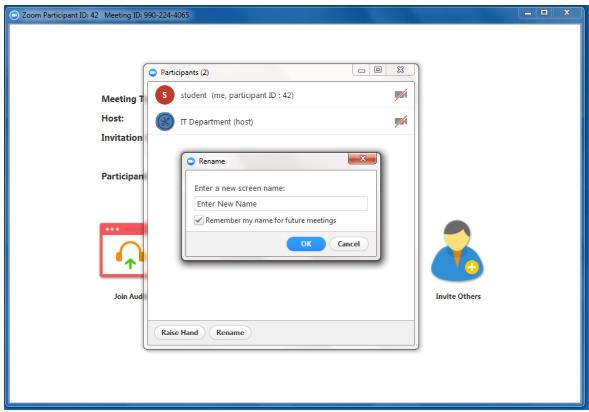 Zoom Participant ID: 42 Meeting ID: 990-224-4065
Participants (2)
S
student (me, participant ID : 42)
Meeting T
Host:
IT Department (host)
Invitation
Rename
Participan
Enter a new screen name:
Enter New Name
Remember my name for future meetings
OK Cancel
Join Aud
Invite Others
Raise Hand Rename